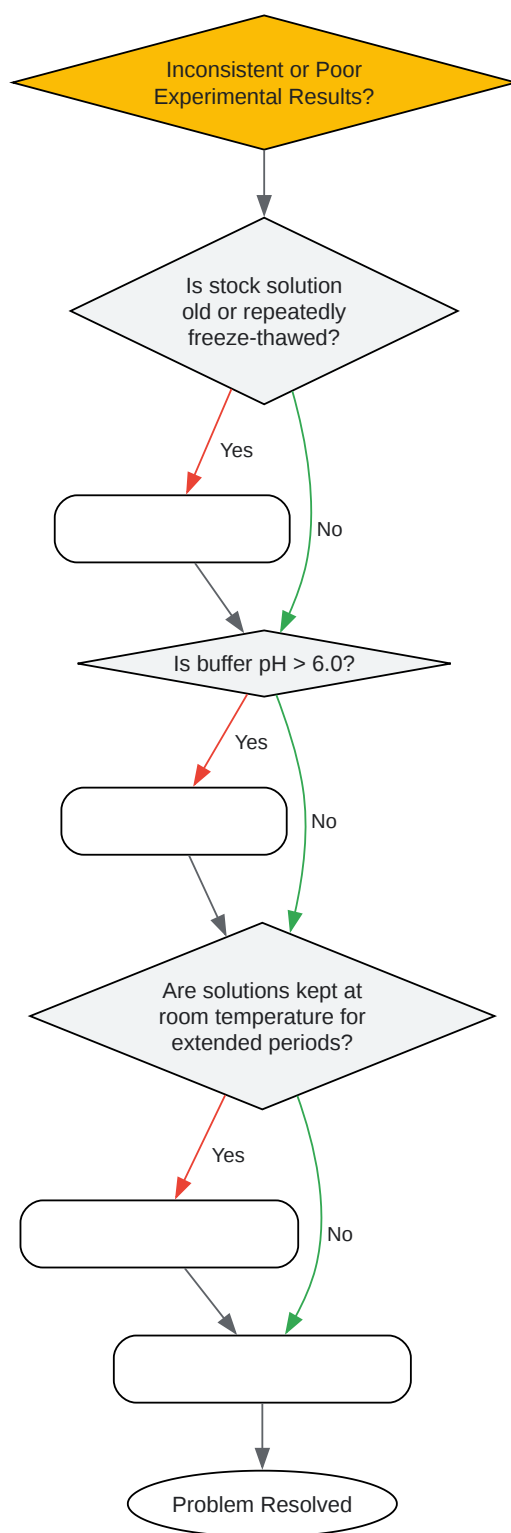 Inconsistent or Poor
Experimental Results?
Is stock solution
old or repeatedly
freeze-thawed?
Yes
No
Is buffer pH > 6.0?
Yes
No
Are solutions kept at
room temperature for
extended periods?
Yes
No
Problem Resolved